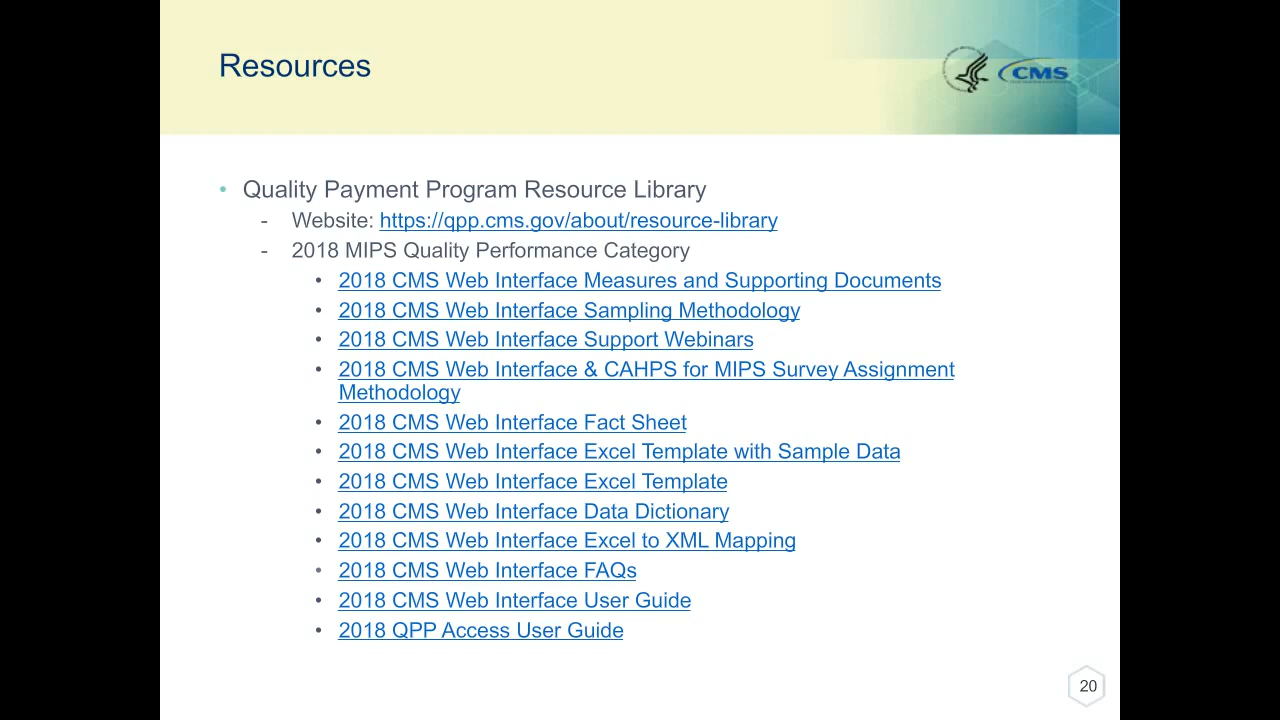 Resources
CMS
• Quality Payment Program Resource Library
- Website: https://qpp.cms.gov/about/resource-library
- 2018 MIPS Quality Performance Category
• 2018 CMS Web Interface Measures and Supporting Documents
• 2018 CMS Web Interface Sampling Methodology
• 2018 CMS Web Interface Support Webinars
• 2018 CMS Web Interface & CAHPS for MIPS Survey Assignment
Methodology
• 2018 CMS Web Interface Fact Sheet
• 2018 CMS Web Interface Excel Template with Sample Data
• 2018 CMS Web Interface Excel Template
• 2018 CMS Web Interface Data Dictionary
• 2018 CMS Web Interface Excel to XML Mapping
• 2018 CMS Web Interface FAQs
• 2018 CMS Web Interface User Guide
• 2018 QPP Access User Guide
20